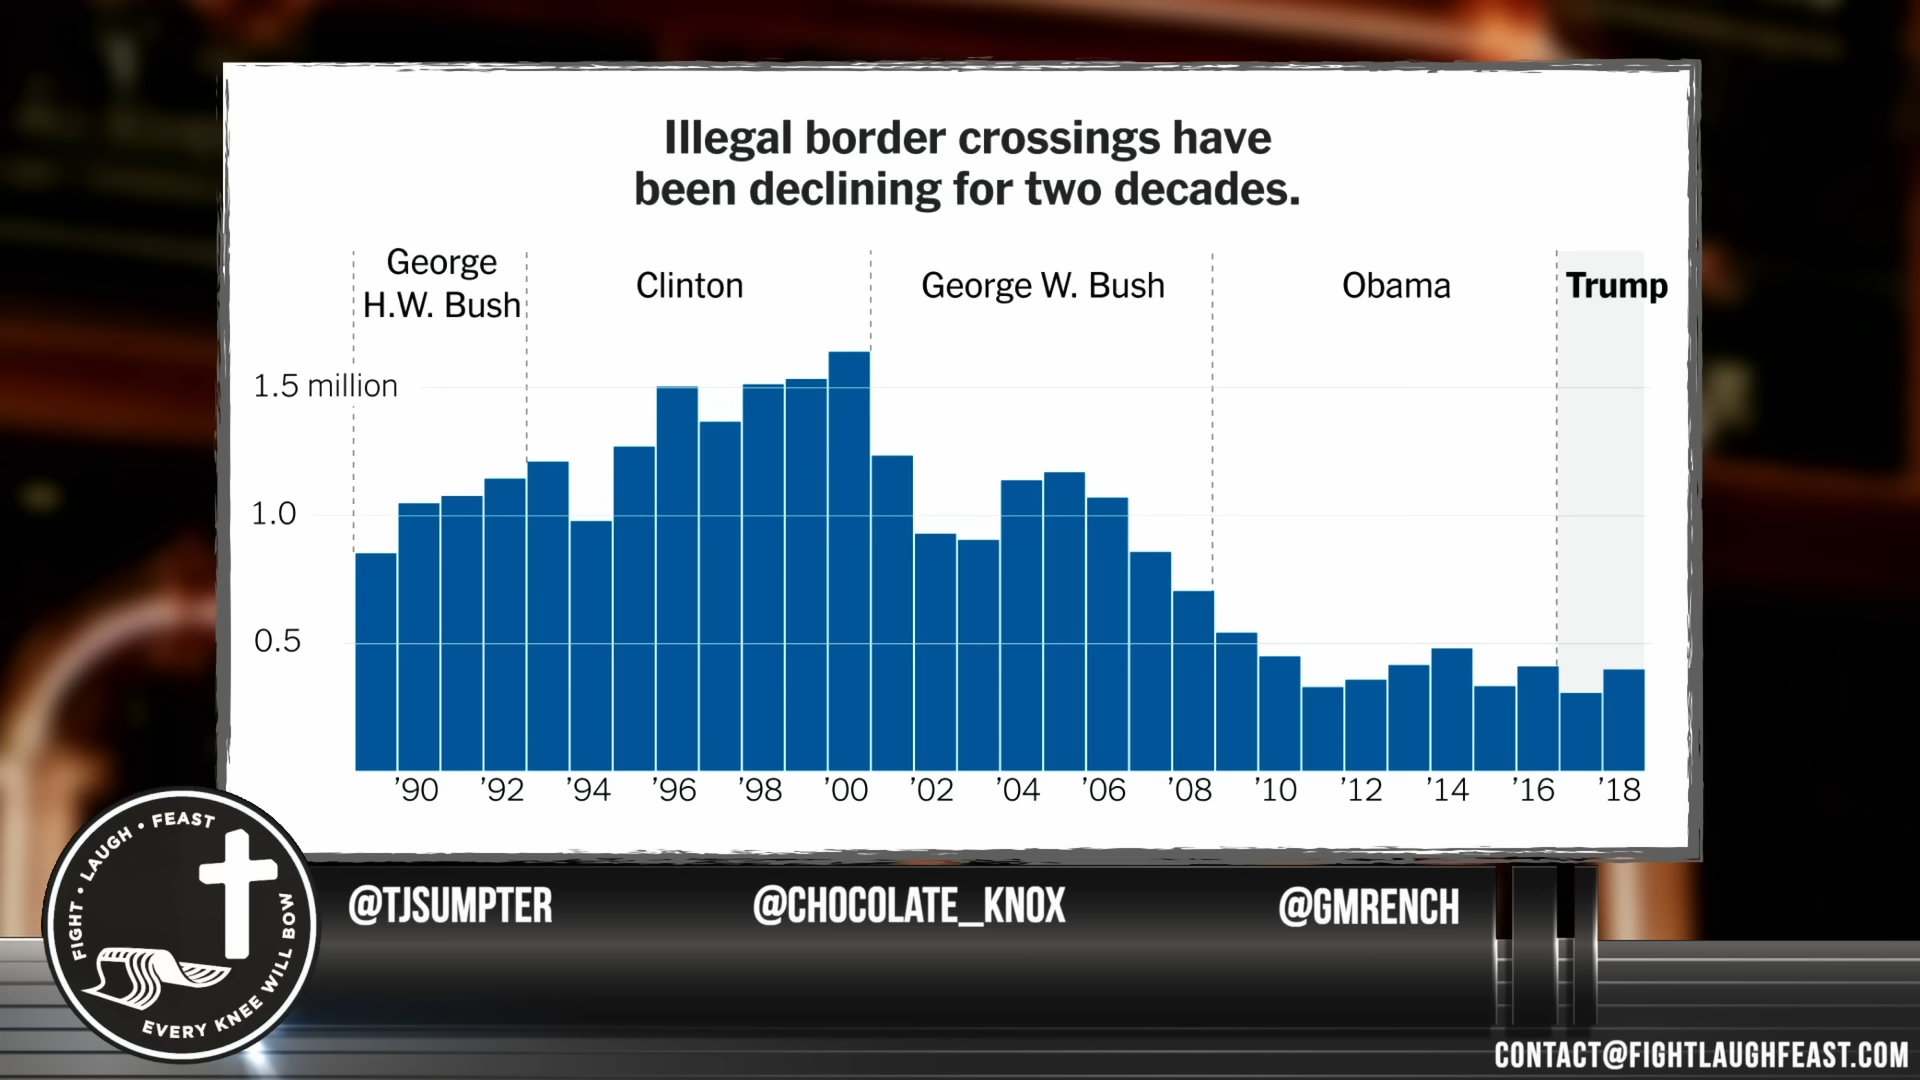 Illegal border crossings have
been declining for two decades.
George
H.W. Bush
Clinton
George W. Bush
Obama
Trump
1.5 million
1.0
0.5
’90 ’92 ’94 ’96 ’98 ’00 ’02 ’04 ’06 ’08 ’10 ’12 ’14 ’16 ’18
FIGHT • LAUGH • FEAST
EVERY KNEE WILL BOW
@TJSUMPTER @CHOCOLATE_KNOX @GMRENCH
CONTACT@FIGHTLAUGHFEAST.COM